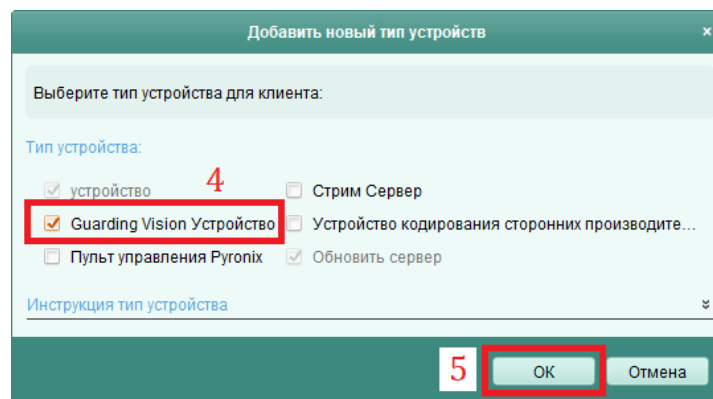 Добавить новый тип устройств ×
Выберите тип устройства для клиента:
Тип устройства:
устройство 4 Стрим Сервер
Guarding Vision Устройство Устройство кодирования сторонних производите...
Пульт управления Pyronix Обновить сервер
Инструкция тип устройства
5 ОК Отмена